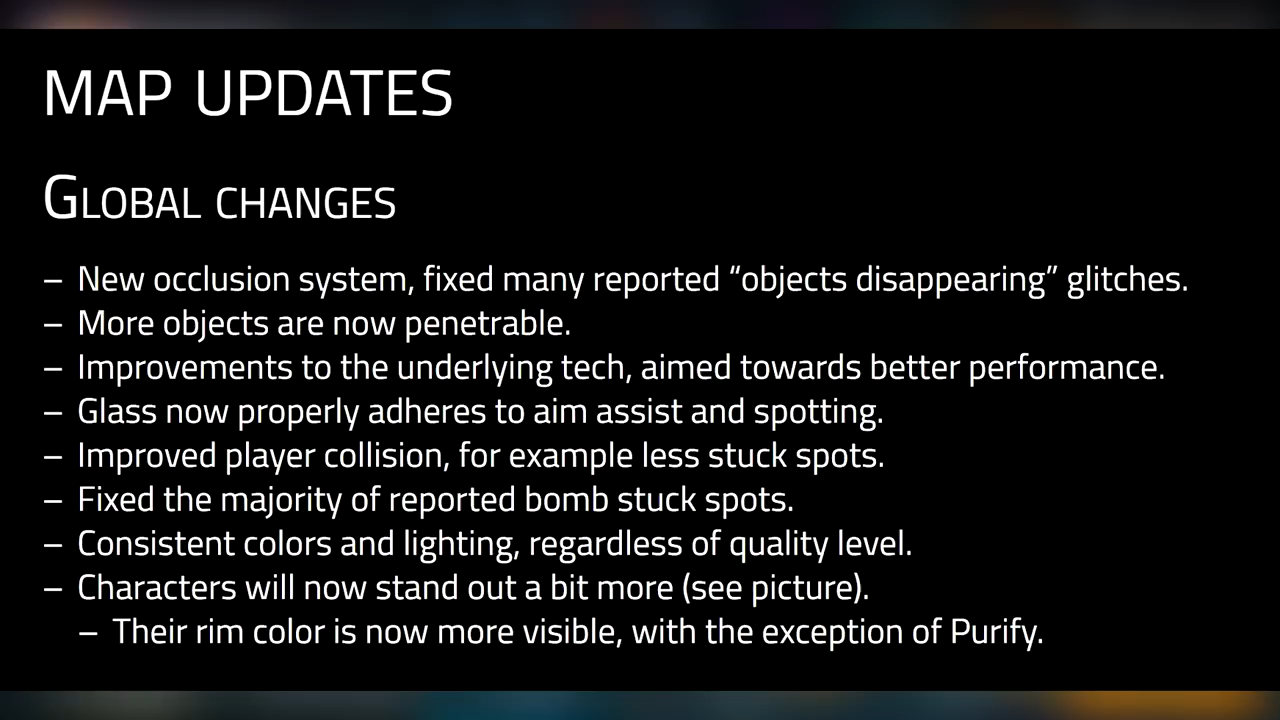 MAP UPDATES
GLOBAL CHANGES
– New occlusion system, fixed many reported “objects disappearing” glitches.
– More objects are now penetrable.
– Improvements to the underlying tech, aimed towards better performance.
– Glass now properly adheres to aim assist and spotting.
– Improved player collision, for example less stuck spots.
– Fixed the majority of reported bomb stuck spots.
– Consistent colors and lighting, regardless of quality level.
– Characters will now stand out a bit more (see picture).
– Their rim color is now more visible, with the exception of Purify.